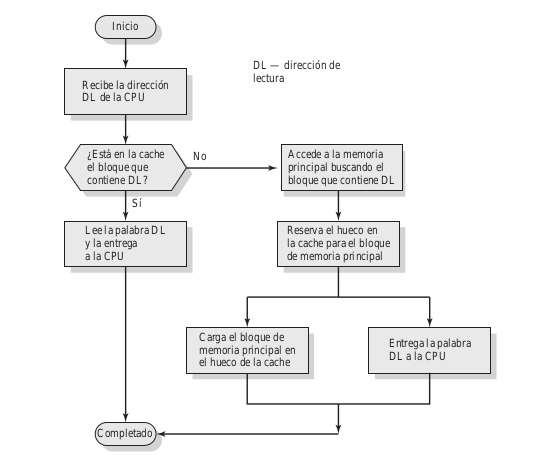 Inicio
DL — dirección de
lectura
Recibe la dirección
DL de la CPU
¿Está en la cache
el bloque que
contiene DL?
No
Accede a la memoria
principal buscando el
bloque que contiene DL
Sí
Lee la palabra DL
y la entrega
a la CPU
Reserva el hueco en
la cache para el bloque
de memoria principal
Carga el bloque de
memoria principal en
el hueco de la cache
Entrega la palabra
DL a la CPU
Completado